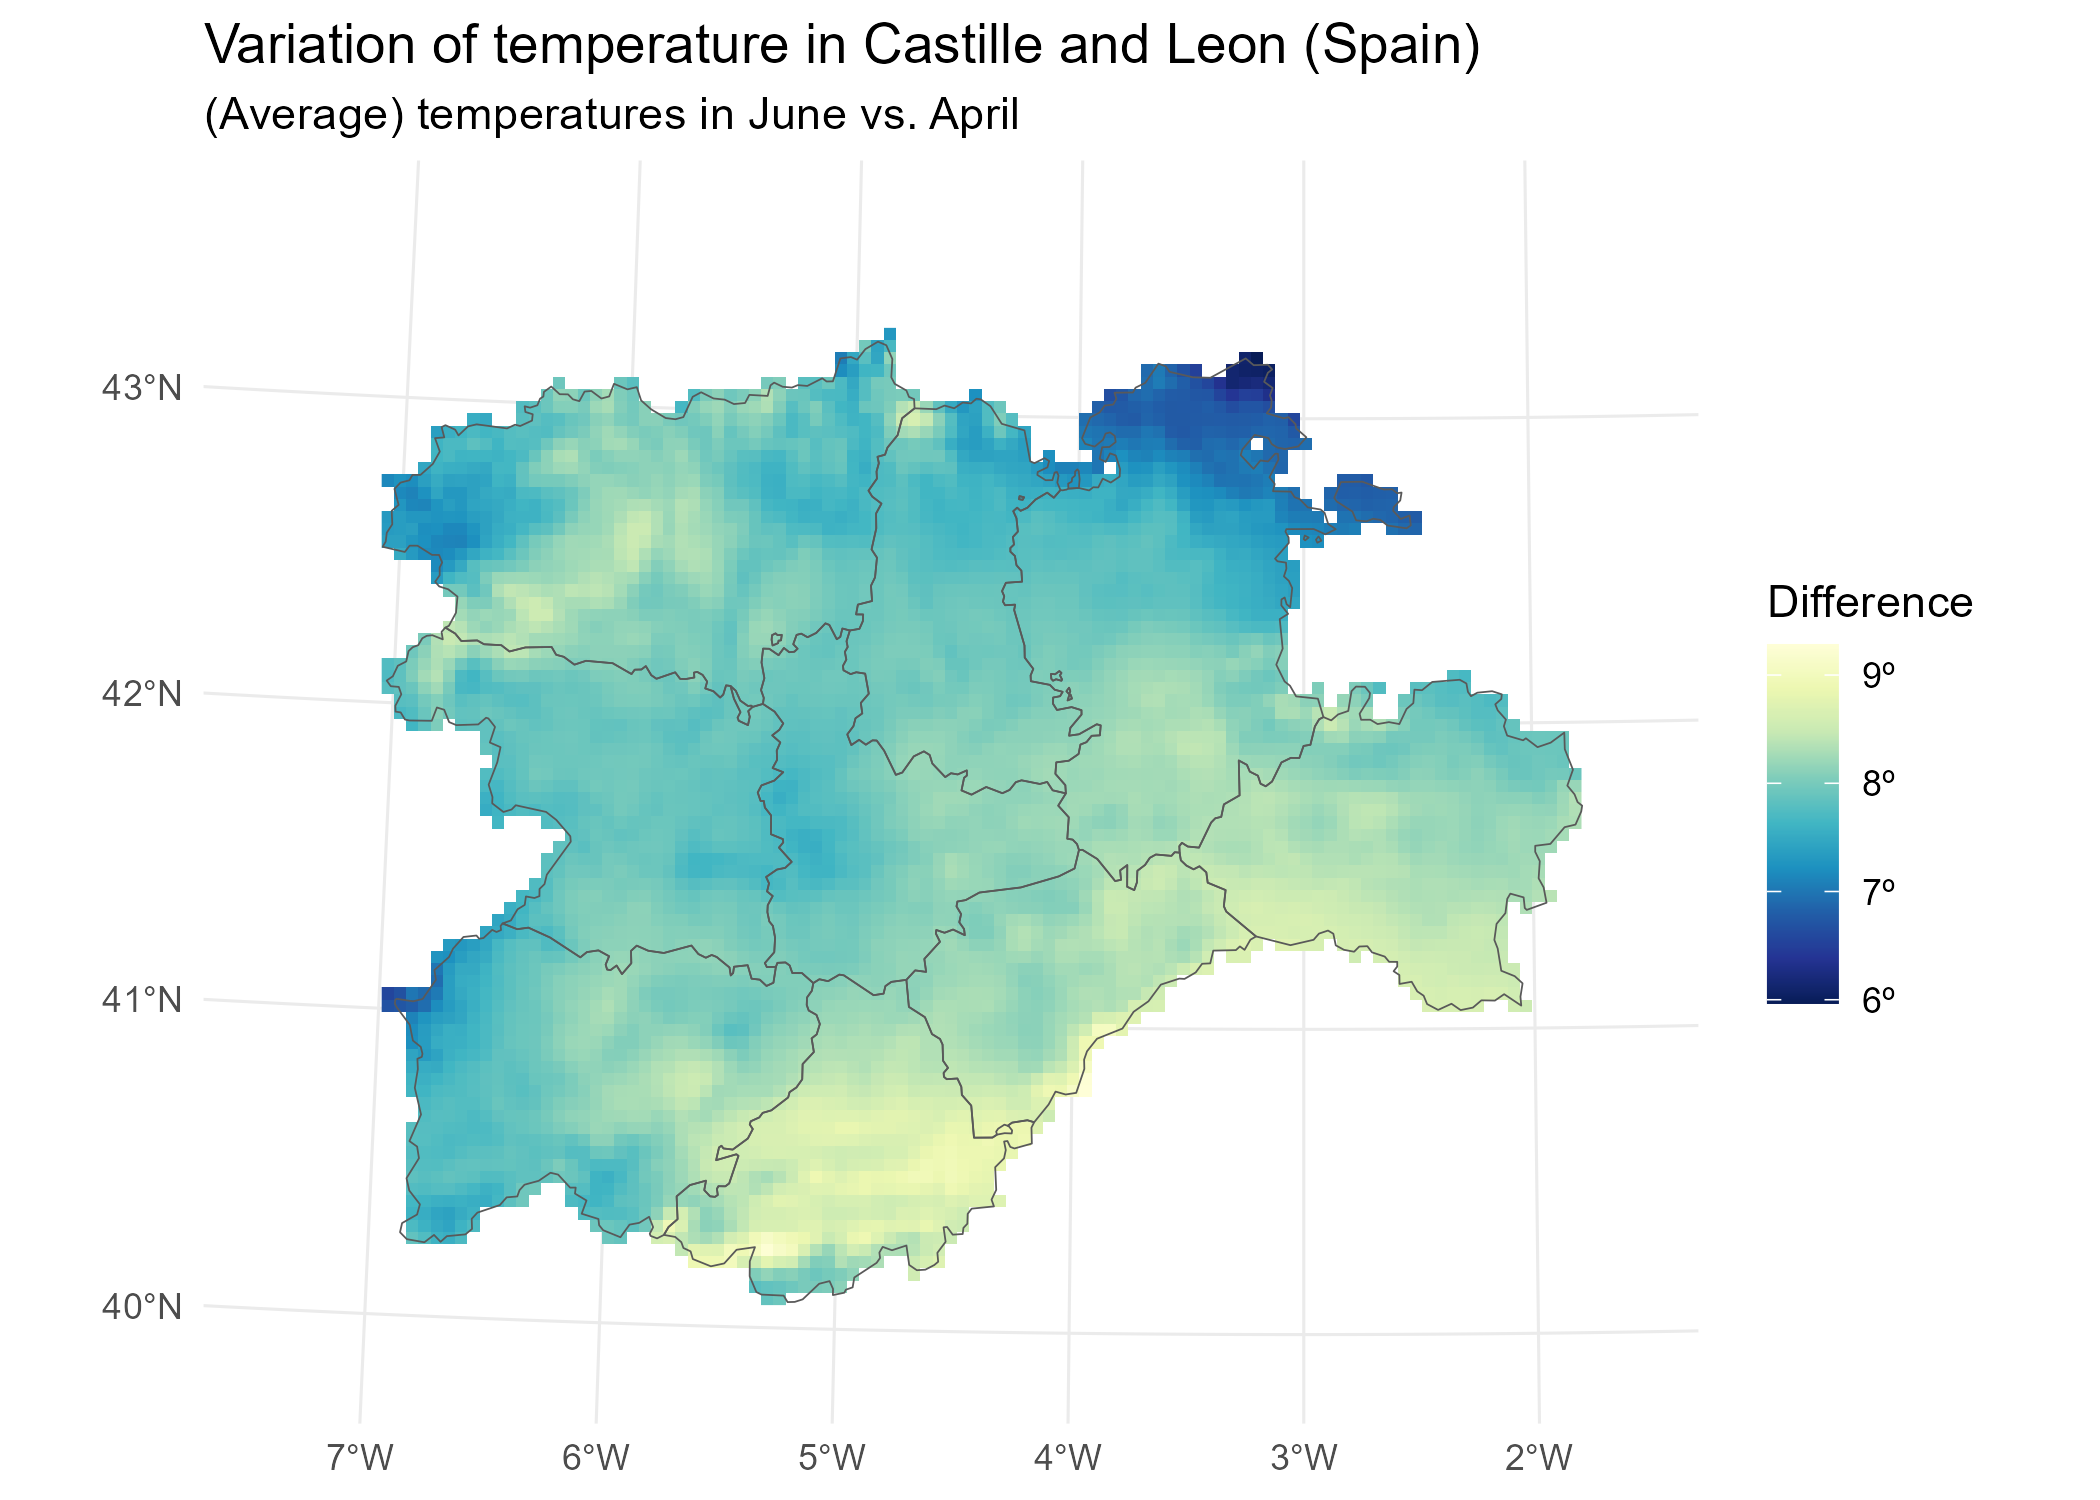 Variation of temperature in Castille and Leon (Spain)
(Average) temperatures in June vs. April
43°N
42°N
41°N
40°N
7°W
6°W
5°W
4°W
3°W
2°W
Difference
9º
8º
7º
6º